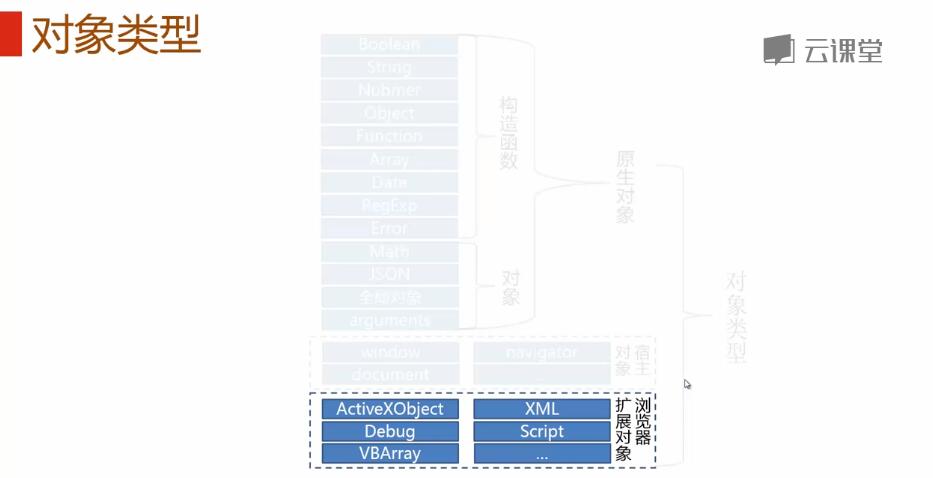 对象类型
云课堂
Boolean
String
Nubmer
Object
Function
Array
Date
RegExp
Error
构造函数
Math
JSON
全局对象
arguments
对象
原生对象
window
navigator
document
...
宿主对象
ActiveXObject
XML
Debug
Script
VBArray
...
浏览器扩展对象
对象类型